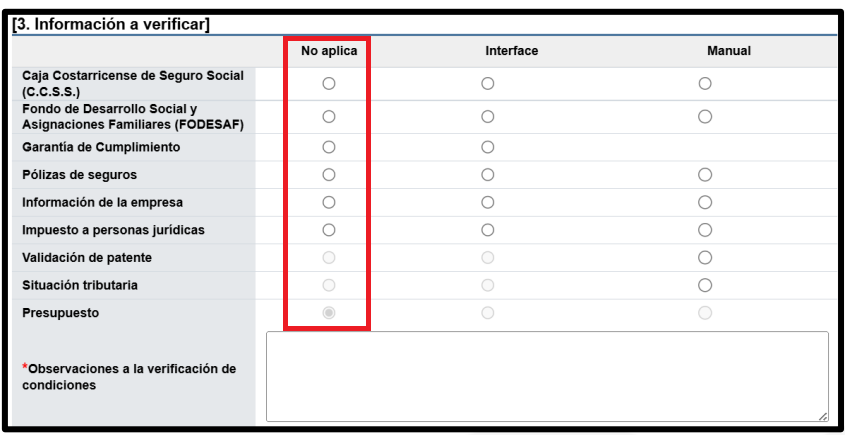 [3. Información a verificar]
No aplica Interface Manual
Caja Costarricense de Seguro Social
(C.C.S.S.)
Fondo de Desarrollo Social y
Asignaciones Familiares (FODESAF)
Garantía de Cumplimiento
Pólizas de seguros
Información de la empresa
Impuesto a personas jurídicas
Validación de patente
Situación tributaria
Presupuesto
*Observaciones a la verificación de
condiciones